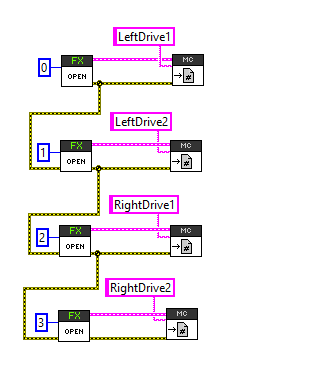 LeftDrive1
FX
MC
0
OPEN
#
LeftDrive2
FX
MC
1
OPEN
#
RightDrive1
FX
MC
2
OPEN
#
RightDrive2
FX
MC
3
OPEN
#